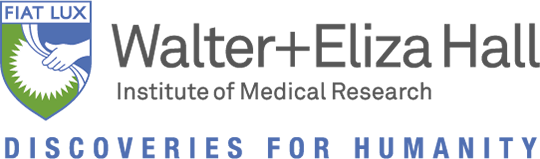 FIAT LUX
Walter+Eliza Hall
Institute of Medical Research
DISCOVERIES FOR HUMANITY